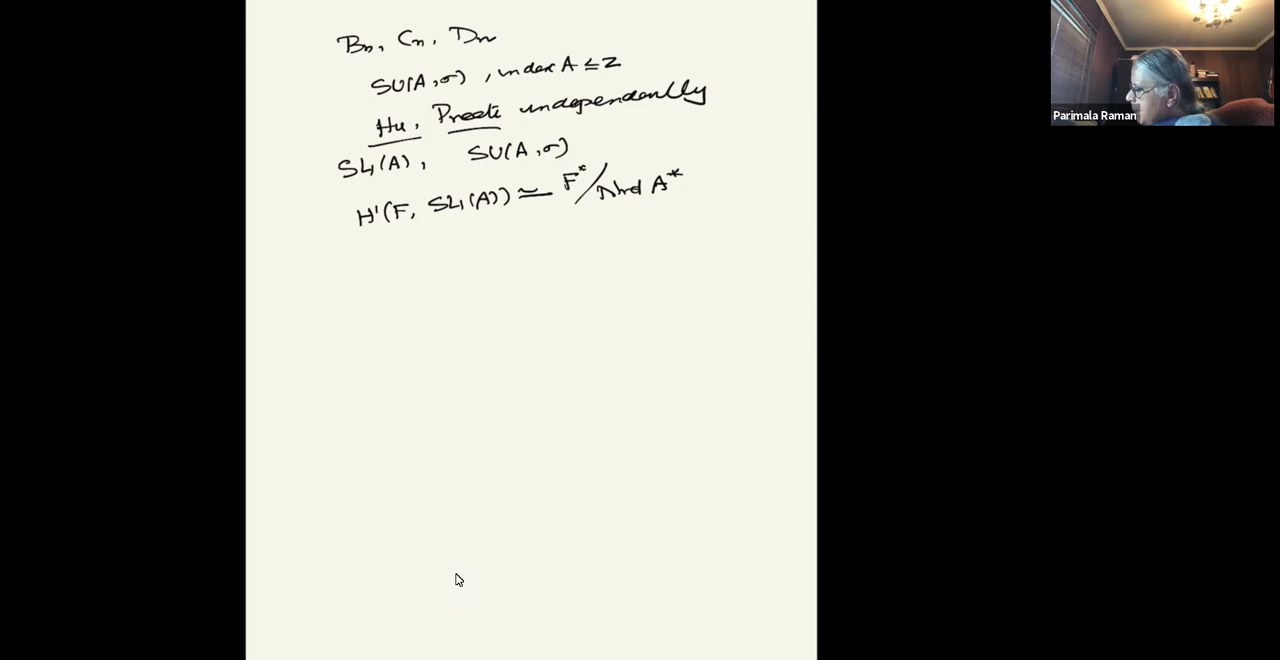 Bn, Cn, Dn
SU(A, σ), index A ≤ 2
Hu, Preeti independently
SL₁(A), SU(A, σ)
H¹(F, SL₁(A)) ≃ F*/Nrd A*
Parimala Raman